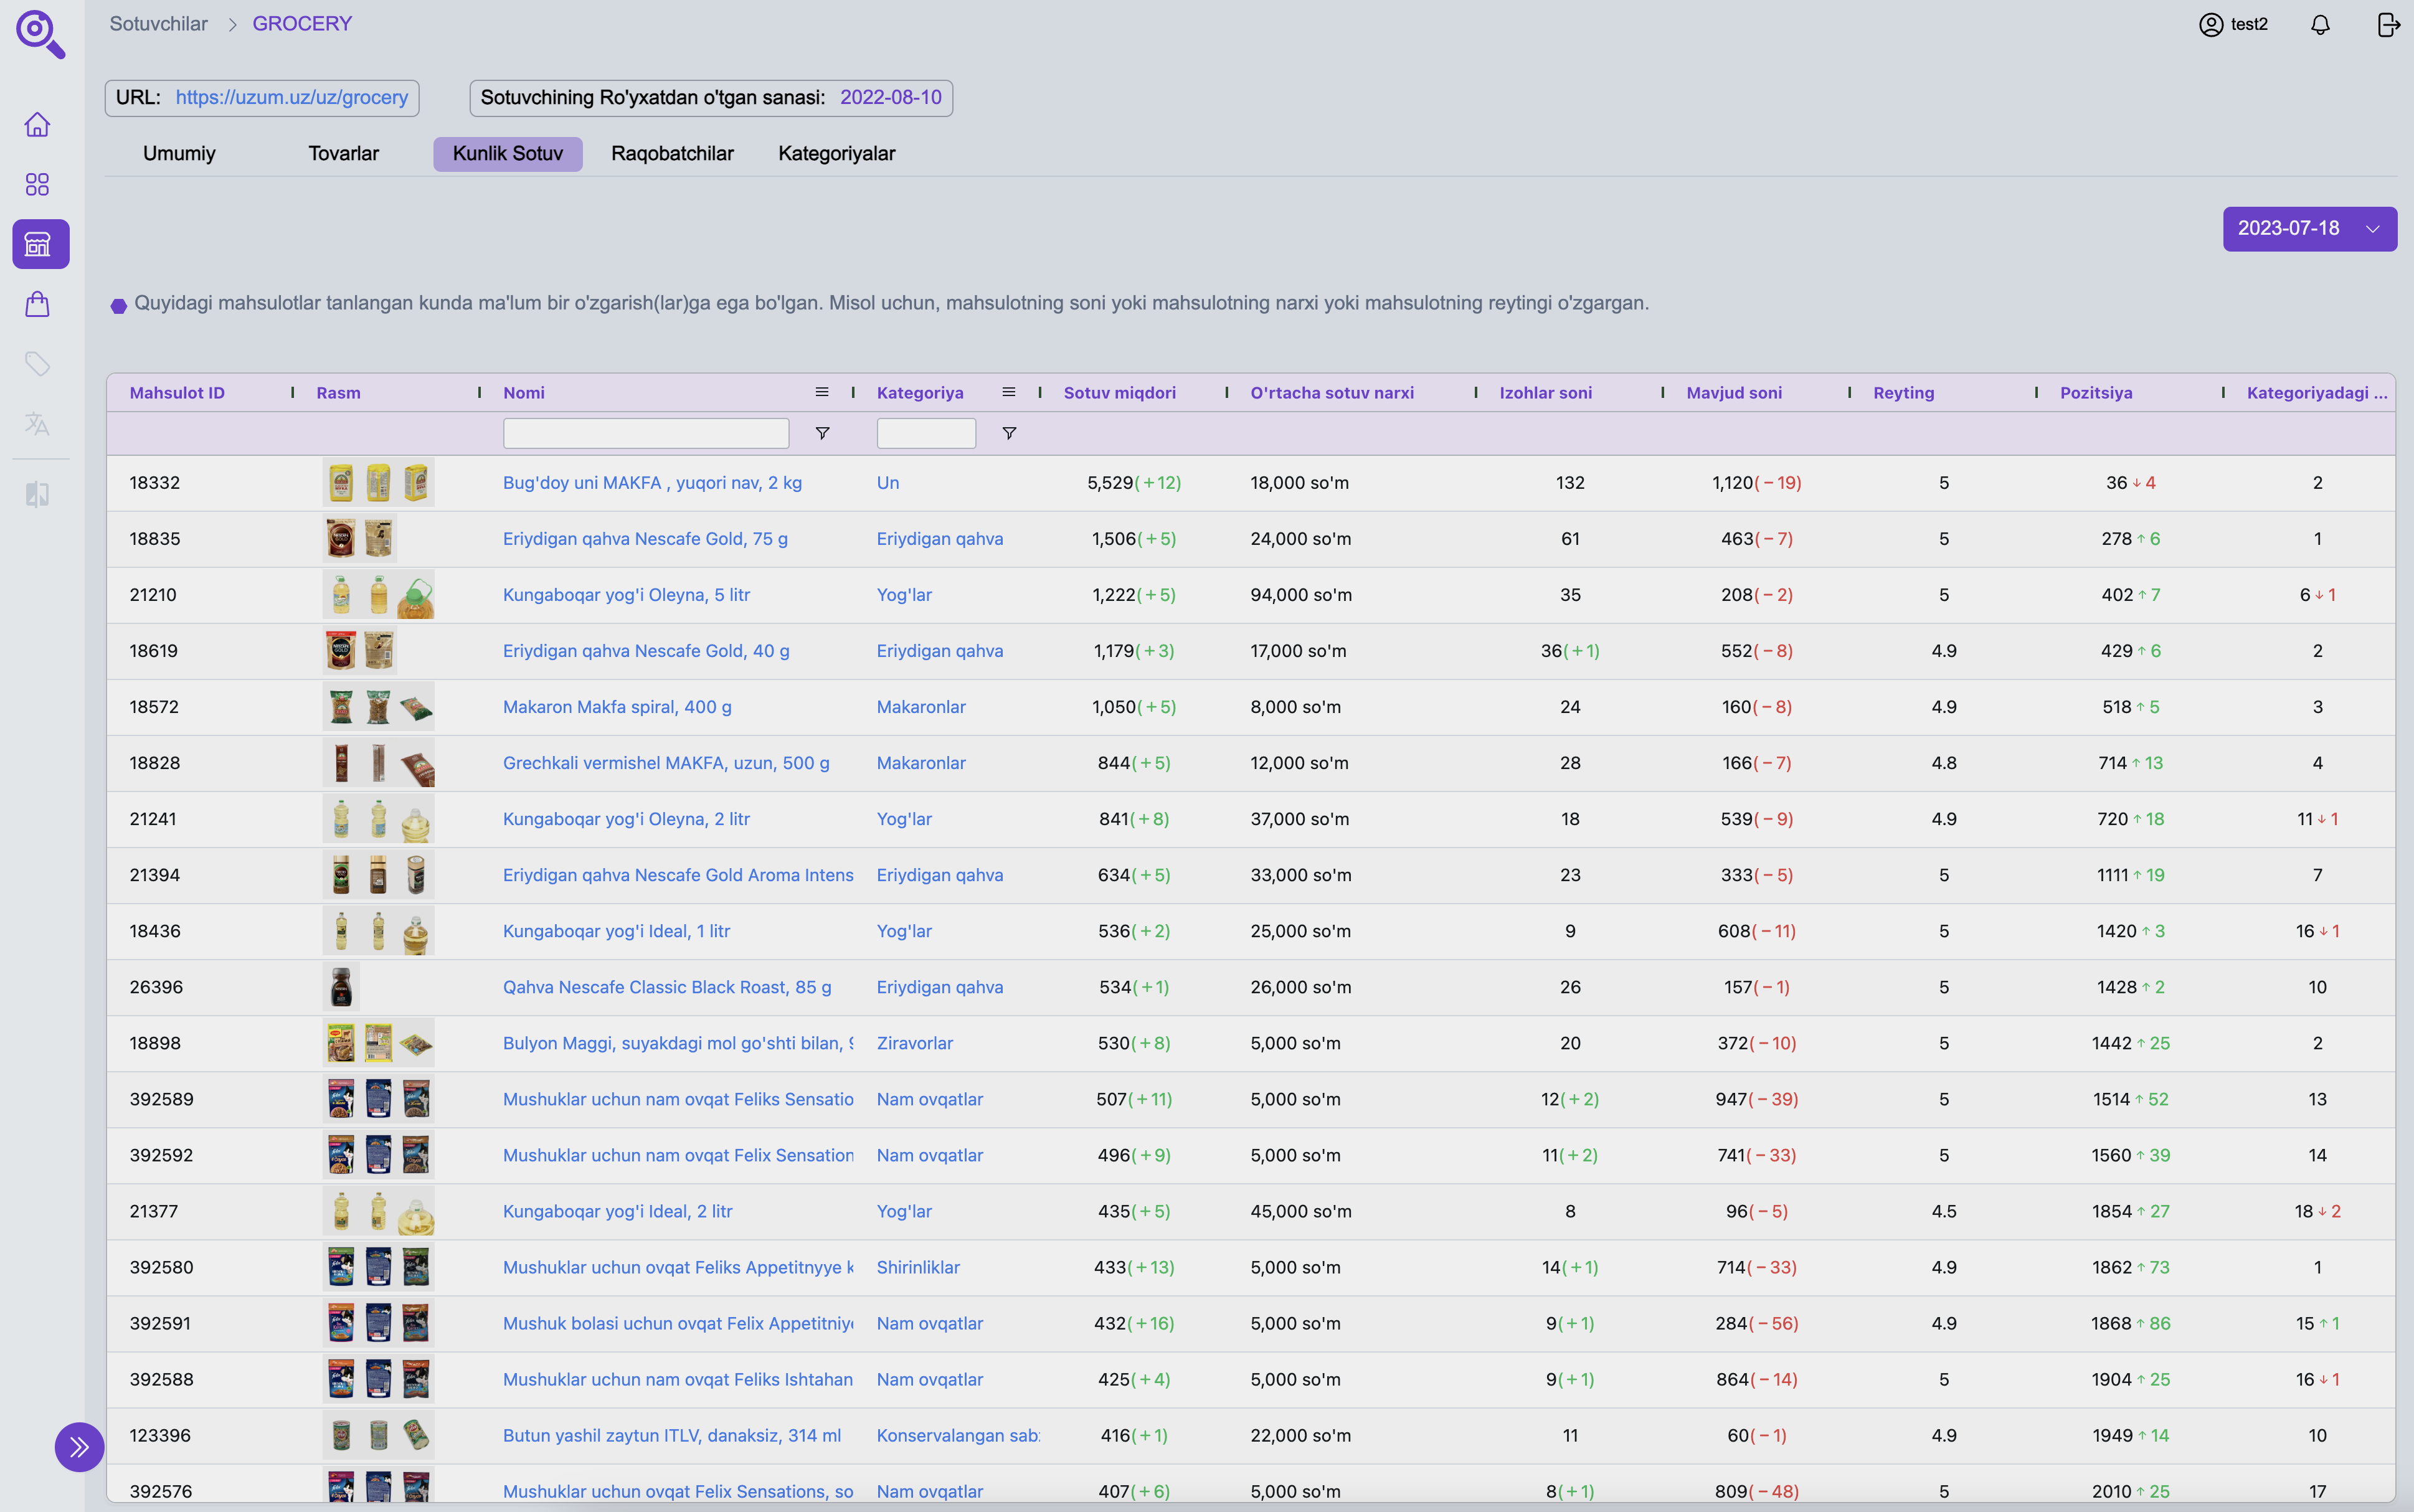 Sotuvchilar > GROCERY test2
URL: https://uzum.uz/uz/grocery Sotuvchining Ro'yxatdan o'tgan sanasi: 2022-08-10
Umumiy Tovarlar Kunlik Sotuv Raqobatchilar Kategoriyalar
2023-07-18
Quyidagi mahsulotlar tanlangan kunda ma'lum bir o'zgarish(lar)ga ega bo'lgan. Misol uchun, mahsulotning soni yoki mahsulotning narxi yoki mahsulotning reytingi o'zgargan.
Mahsulot ID Rasm Nomi Kategoriya Sotuv miqdori O'rtacha sotuv narxi Izohlar soni Mavjud soni Reyting Pozitsiya Kategoriyadagi ...
18332 Bug'doy uni MAKFA , yuqori nav, 2 kg Un 5,529(+12) 18,000 so'm 132 1,120(−19) 5 36 ↓ 4 2
18835 Eriydigan qahva Nescafe Gold, 75 g Eriydigan qahva 1,506(+5) 24,000 so'm 61 463(−7) 5 278 ↑ 6 1
21210 Kungaboqar yog'i Oleyna, 5 litr Yog'lar 1,222(+5) 94,000 so'm 35 208(−2) 5 402 ↑ 7 6 ↓ 1
18619 Eriydigan qahva Nescafe Gold, 40 g Eriydigan qahva 1,179(+3) 17,000 so'm 36(+1) 552(−8) 4.9 429 ↑ 6 2
18572 Makaron Makfa spiral, 400 g Makaronlar 1,050(+5) 8,000 so'm 24 160(−8) 4.9 518 ↑ 5 3
18828 Grechkali vermishel MAKFA, uzun, 500 g Makaronlar 844(+5) 12,000 so'm 28 166(−7) 4.8 714 ↑ 13 4
21241 Kungaboqar yog'i Oleyna, 2 litr Yog'lar 841(+8) 37,000 so'm 18 539(−9) 4.9 720 ↑ 18 11 ↓ 1
21394 Eriydigan qahva Nescafe Gold Aroma Intens Eriydigan qahva 634(+5) 33,000 so'm 23 333(−5) 5 1111 ↑ 19 7
18436 Kungaboqar yog'i Ideal, 1 litr Yog'lar 536(+2) 25,000 so'm 9 608(−11) 5 1420 ↑ 3 16 ↓ 1
26396 Qahva Nescafe Classic Black Roast, 85 g Eriydigan qahva 534(+1) 26,000 so'm 26 157(−1) 5 1428 ↑ 2 10
18898 Bulyon Maggi, suyakdagi mol go'shti bilan, Ziravorlar 530(+8) 5,000 so'm 20 372(−10) 5 1442 ↑ 25 2
392589 Mushuklar uchun nam ovqat Feliks Sensatio Nam ovqatlar 507(+11) 5,000 so'm 12(+2) 947(−39) 5 1514 ↑ 52 13
392592 Mushuklar uchun nam ovqat Felix Sensation Nam ovqatlar 496(+9) 5,000 so'm 11(+2) 741(−33) 5 1560 ↑ 39 14
21377 Kungaboqar yog'i Ideal, 2 litr Yog'lar 435(+5) 45,000 so'm 8 96(−5) 4.5 1854 ↑ 27 18 ↓ 2
392580 Mushuklar uchun ovqat Feliks Appetitnyye Shirinliklar 433(+13) 5,000 so'm 14(+1) 714(−33) 4.9 1862 ↑ 73 1
392591 Mushuk bolasi uchun ovqat Felix Appetitniy Nam ovqatlar 432(+16) 5,000 so'm 9(+1) 284(−56) 4.9 1868 ↑ 86 15 ↑ 1
392588 Mushuklar uchun nam ovqat Feliks Ishtahan Nam ovqatlar 425(+4) 5,000 so'm 9(+1) 864(−14) 5 1904 ↑ 25 16 ↓ 1
123396 Butun yashil zaytun ITLV, danaksiz, 314 ml Konservalangan sab 416(+1) 22,000 so'm 11 60(−1) 4.9 1949 ↑ 14 10
392576 Mushuklar uchun ovqat Felix Sensations, so Nam ovqatlar 407(+6) 5,000 so'm 8(+1) 809(−48) 5 2010 ↑ 25 17